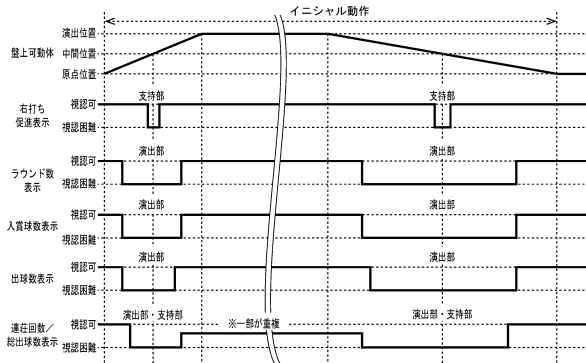 イニシャル動作
盤上可動体
演出位置
中間位置
原点位置
右打ち
促進表示
視認可
視認困難
支持部
支持部
ラウンド数
表示
視認可
視認困難
演出部
演出部
入賞球数表示
視認可
視認困難
演出部
演出部
出球数表示
視認可
視認困難
演出部
演出部
連荘回数／
総出球数表示
視認可
視認困難
演出部・支持部
※一部が重複
演出部・支持部